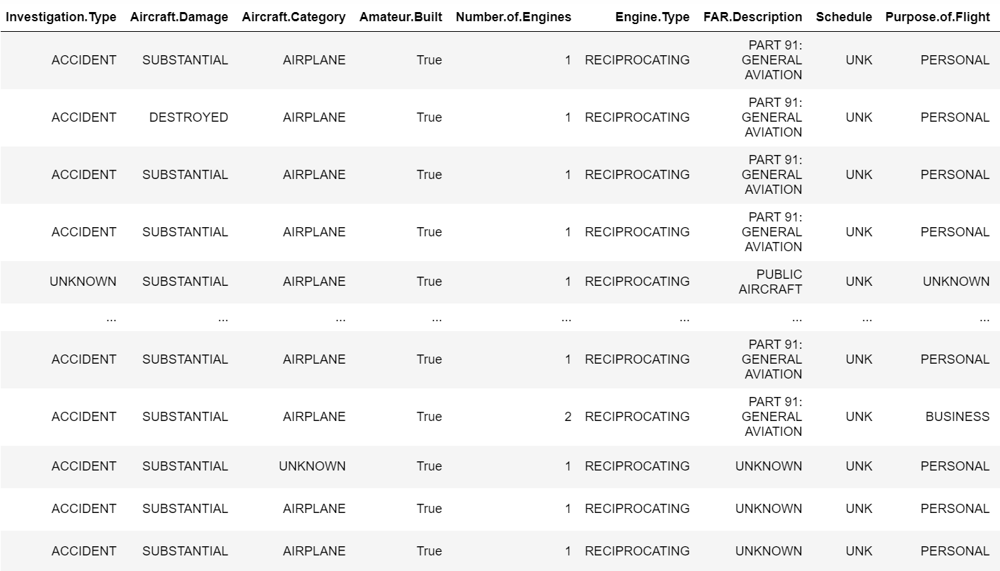 Investigation.Type Aircraft.Damage Aircraft.Category Amateur.Built Number.of.Engines Engine.Type FAR.Description Schedule Purpose.of.Flight
ACCIDENT SUBSTANTIAL AIRPLANE True 1 RECIPROCATING PART 91: GENERAL AVIATION UNK PERSONAL
ACCIDENT DESTROYED AIRPLANE True 1 RECIPROCATING PART 91: GENERAL AVIATION UNK PERSONAL
ACCIDENT SUBSTANTIAL AIRPLANE True 1 RECIPROCATING PART 91: GENERAL AVIATION UNK PERSONAL
ACCIDENT SUBSTANTIAL AIRPLANE True 1 RECIPROCATING PART 91: GENERAL AVIATION UNK PERSONAL
UNKNOWN SUBSTANTIAL AIRPLANE True 1 RECIPROCATING PUBLIC AIRCRAFT UNK UNKNOWN
... ... ... ... ... ... ... ... ...
ACCIDENT SUBSTANTIAL AIRPLANE True 1 RECIPROCATING PART 91: GENERAL AVIATION UNK PERSONAL
ACCIDENT SUBSTANTIAL AIRPLANE True 2 RECIPROCATING PART 91: GENERAL AVIATION UNK BUSINESS
ACCIDENT SUBSTANTIAL UNKNOWN True 1 RECIPROCATING UNKNOWN UNK PERSONAL
ACCIDENT SUBSTANTIAL AIRPLANE True 1 RECIPROCATING UNKNOWN UNK PERSONAL
ACCIDENT SUBSTANTIAL AIRPLANE True 1 RECIPROCATING UNKNOWN UNK PERSONAL